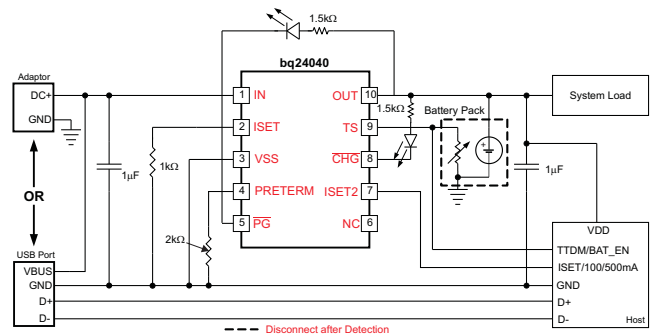 1.5kΩ
bq24040
Adaptor
DC+
GND
OR
USB Port
VBUS
GND
D+
D-
1µF
1kΩ
2kΩ
1 IN
2 ISET
3 VSS
4 PRETERM
5 PG
OUT 10
TS 9
CHG 8
ISET2 7
NC 6
1.5kΩ
Battery Pack
+
System Load
1µF
VDD
TTDM/BAT_EN
ISET/100/500mA
GND
D+
D-
Host
Disconnect after Detection